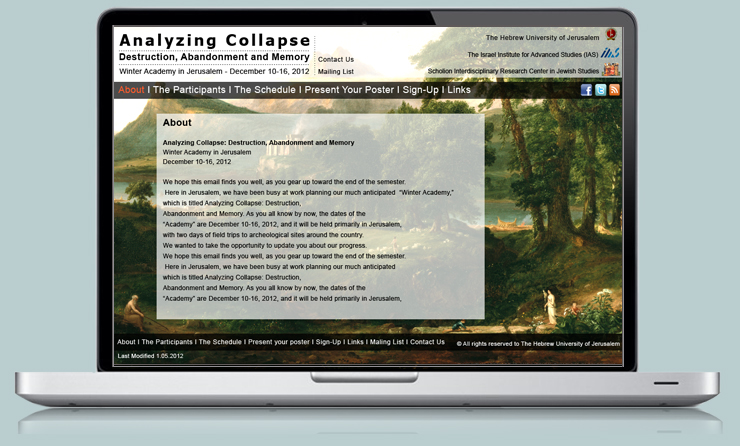 Analyzing Collapse
Destruction, Abandonment and Memory
Winter Academy in Jerusalem - December 10-16, 2012
Contact Us
Mailing List
The Hebrew University of Jerusalem
The Israel Institute for Advanced Studies (IAS)
Scholion Interdisciplinary Research Center in Jewish Studies
About I The Participants I The Schedule I Present Your Poster I Sign-Up I Links
About
Analyzing Collapse: Destruction, Abandonment and Memory
Winter Academy in Jerusalem
December 10-16, 2012
We hope this email finds you well, as you gear up toward the end of the semester.
Here in Jerusalem, we have been busy at work planning our much anticipated "Winter Academy,"
which is titled Analyzing Collapse: Destruction,
Abandonment and Memory. As you all know by now, the dates of the
"Academy" are December 10-16, 2012, and it will be held primarily in Jerusalem,
with two days of field trips to archeological sites around the country.
We wanted to take the opportunity to update you about our progress.
We hope this email finds you well, as you gear up toward the end of the semester.
Here in Jerusalem, we have been busy at work planning our much anticipated
which is titled Analyzing Collapse: Destruction,
Abandonment and Memory. As you all know by now, the dates of the
"Academy" are December 10-16, 2012, and it will be held primarily in Jerusalem,
About I The Participants I The Schedule I Present your poster I Sign-Up I Links I Maling List I Contact Us
© All rights reserved to The Hebrew University of Jerusalem
Last Modified 1.05.2012